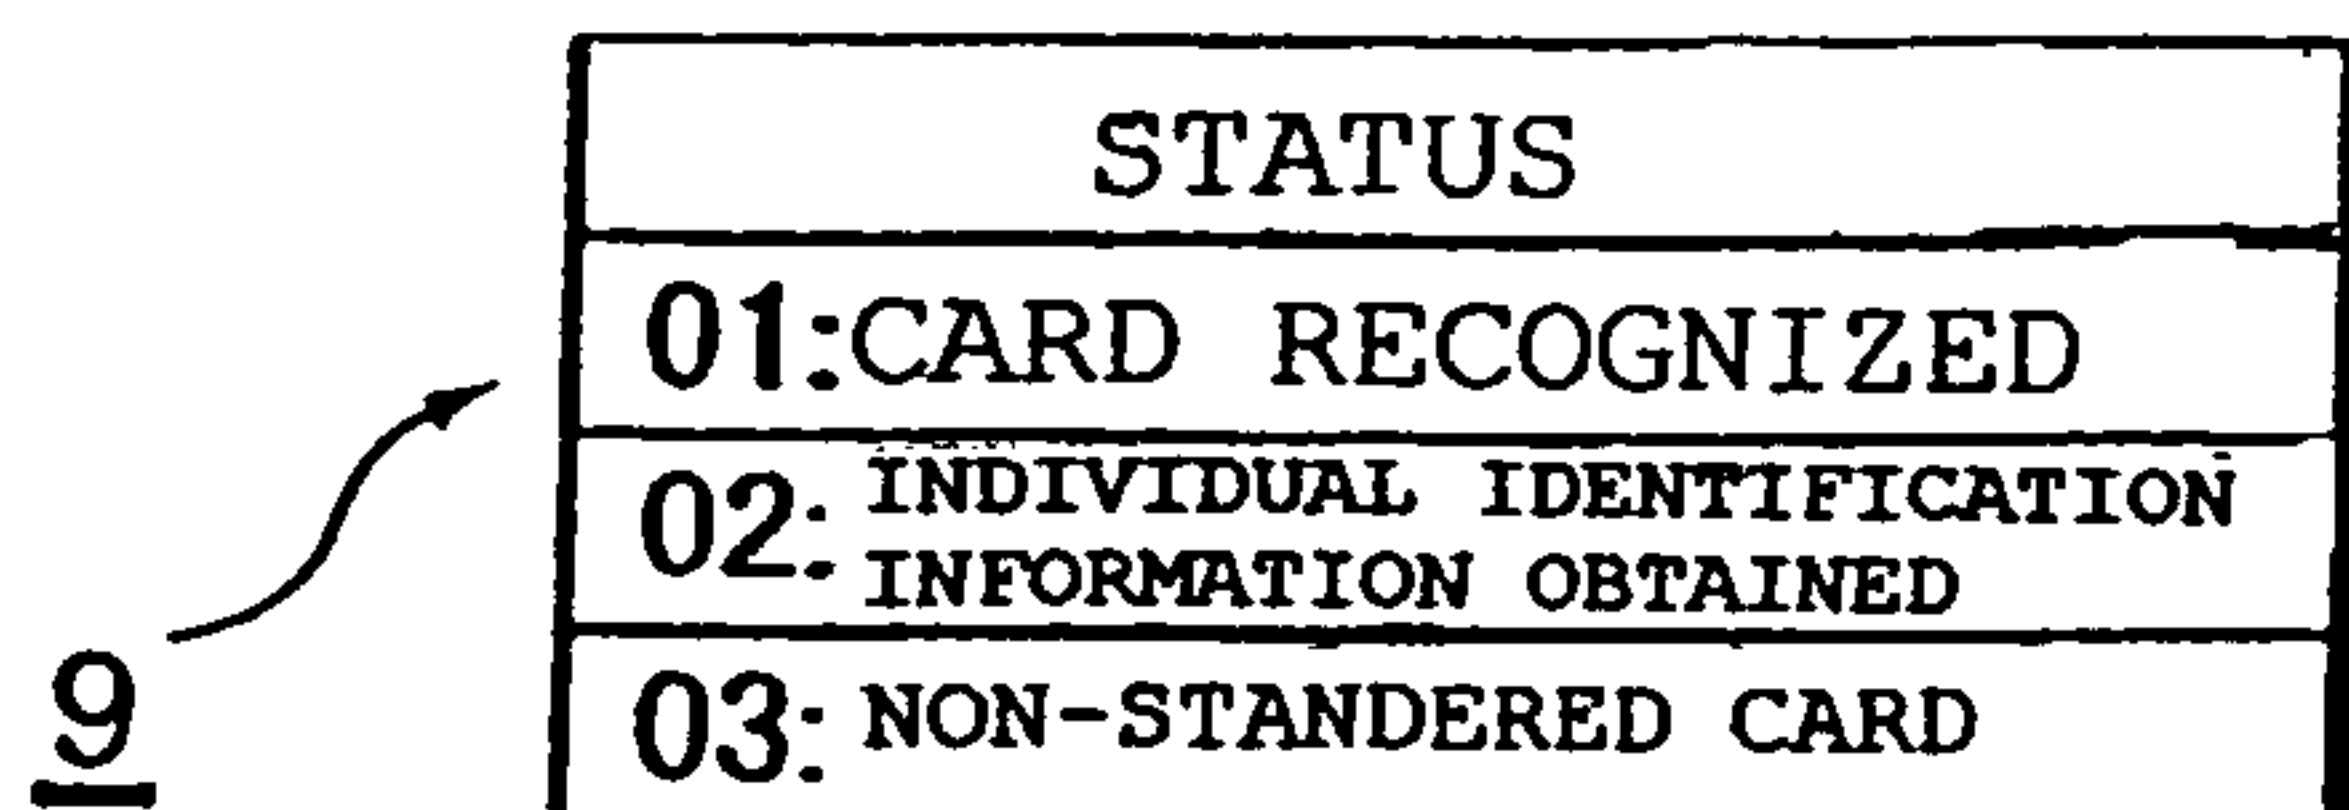 STATUS
01:CARD RECOGNIZED
02: INDIVIDUAL IDENTIFICATION
INFORMATION OBTAINED
03: NON-STANDERED CARD
9